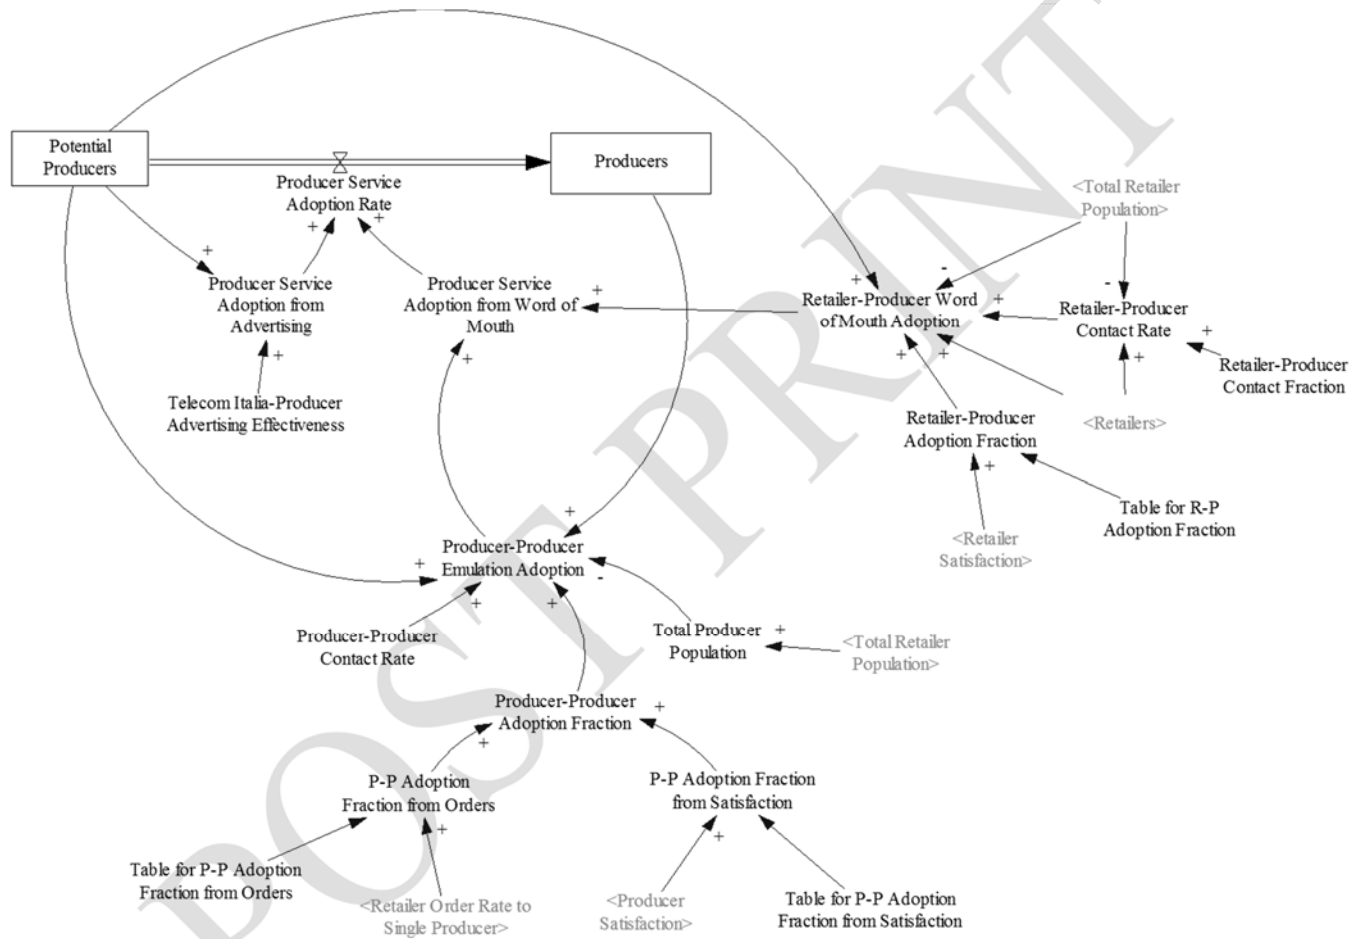 Potential
Producers
Producers
Producer Service
Adoption Rate
<Total Retailer
Population>
+
+
+
Producer Service
Adoption from
Advertising
Producer Service
Adoption from Word of
Mouth
+
+
-
Retailer-Producer Word
of Mouth Adoption
+
-
Retailer-Producer
Contact Rate
+
Retailer-Producer
Contact Fraction
+
+
+
+
+
Telecom Italia-Producer
Advertising Effectiveness
Retailer-Producer
Adoption Fraction
<Retailers>
+
Table for R-P
Adoption Fraction
<Retailer
Satisfaction>
+
+
Producer-Producer
Emulation Adoption
-
+
+
Producer-Producer
Contact Rate
Total Producer
Population
+
<Total Retailer
Population>
Producer-Producer
Adoption Fraction
+
+
P-P Adoption
Fraction from Orders
P-P Adoption Fraction
from Satisfaction
+
+
Table for P-P Adoption
Fraction from Orders
<Retailer Order Rate to
Single Producer>
<Producer
Satisfaction>
Table for P-P Adoption
Fraction from Satisfaction
POST PRINT